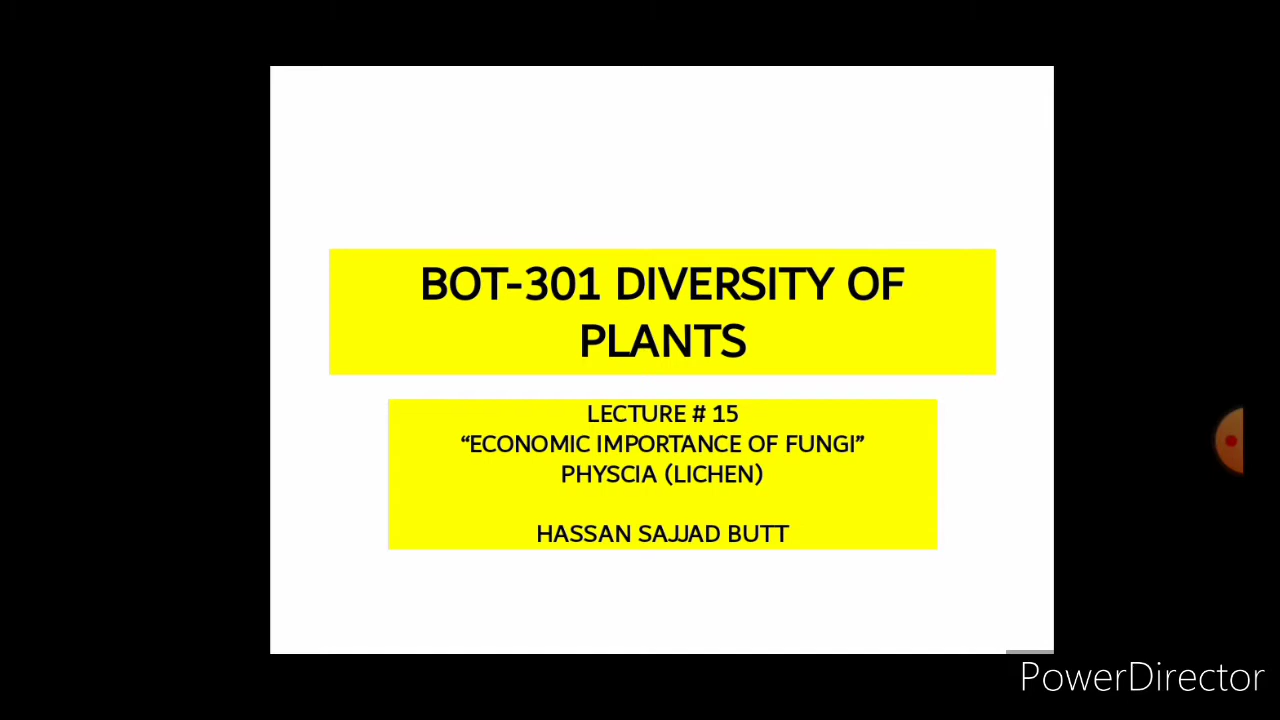 BOT-301 DIVERSITY OF
PLANTS
LECTURE # 15
“ECONOMIC IMPORTANCE OF FUNGI”
PHYSCIA (LICHEN)
HASSAN SAJJAD BUTT
PowerDirector